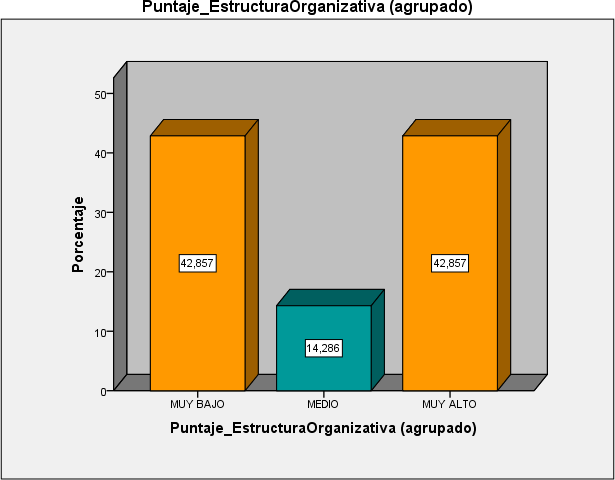 Puntaje_EstructuraOrganizativa (agrupado)
50
40
30
20
10
0
Porcentaje
42,857
14,286
42,857
MUY BAJO
MEDIO
MUY ALTO
Puntaje_EstructuraOrganizativa (agrupado)